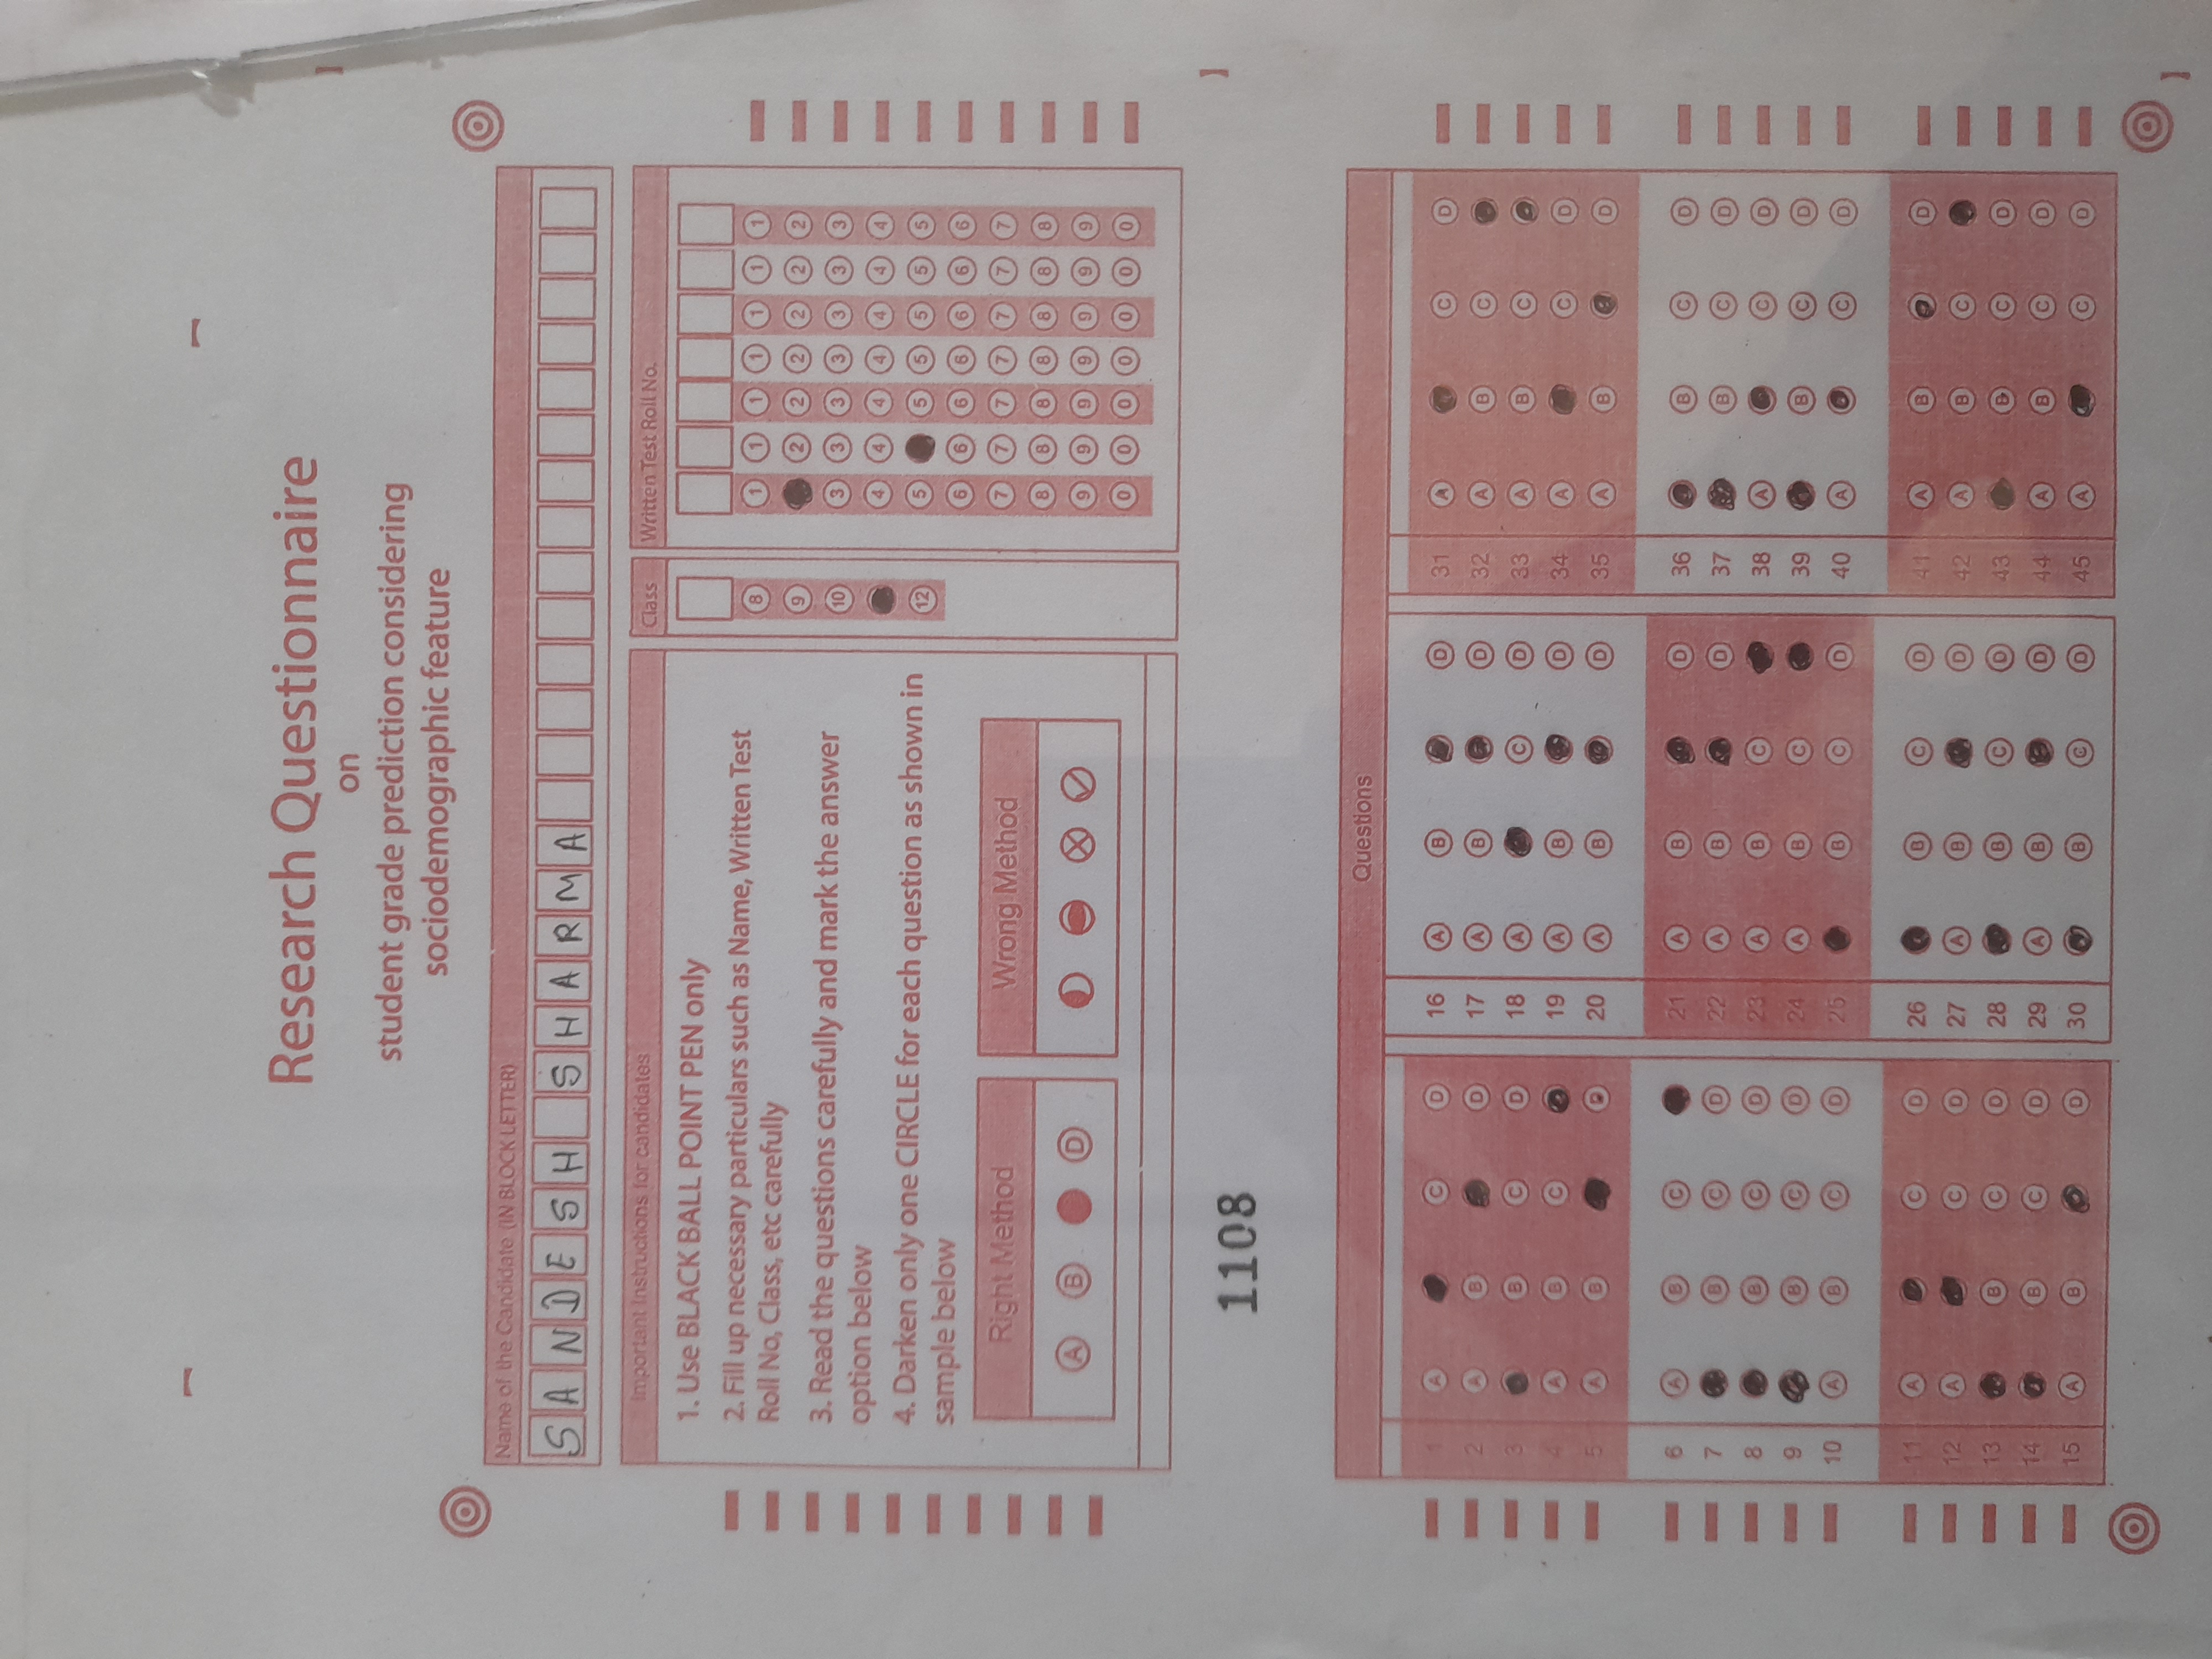 Research Questionnaire
on
student grade prediction considering
sociodemographic feature
Name of the Candidate (IN BLOCK LETTER)
SANDESH SHARMA
Important Instructions for candidates
1. Use BLACK BALL POINT PEN only
2. Fill up necessary particulars such as Name, Written Test
Roll No, Class, etc carefully
3. Read the questions carefully and mark the answer
option below
4. Darken only one CIRCLE for each question as shown in
sample below
Right Method
A B D
Wrong Method
Class
8
9
10
12
Written Test Roll No.
1 1 1 1 1 1 1
2 2 2 2 2 2
3 3 3 3 3 3 3
4 4 4 4 4 4 4
5 5 5 5 5 5
6 6 6 6 6 6 6
7 7 7 7 7 7 7
8 8 8 8 8 8 8
9 9 9 9 9 9 9
0 0 0 0 0 0 0
1108
Questions
1 A C D
2 A B D
3 B C D
4 A B C
5 A B D
6 A B C
7 B C D
8 B C D
9 B C D
10 A B C D
11 A C D
12 A C D
13 B C D
14 B C D
15 A B D
16 A B D
17 A B D
18 A C D
19 A B D
20 A B D
21 A B D
22 A B D
23 A B C
24 A B C
25 B C D
26 B C D
27 A B D
28 B C D
29 A B D
30 B C D
31 A C D
32 A B C
33 A B C
34 A C D
35 A B D
36 B C D
37 B C D
38 A C D
39 B C D
40 A C D
41 A B D
42 A B C
43 B C D
44 A B C D
45 A C D